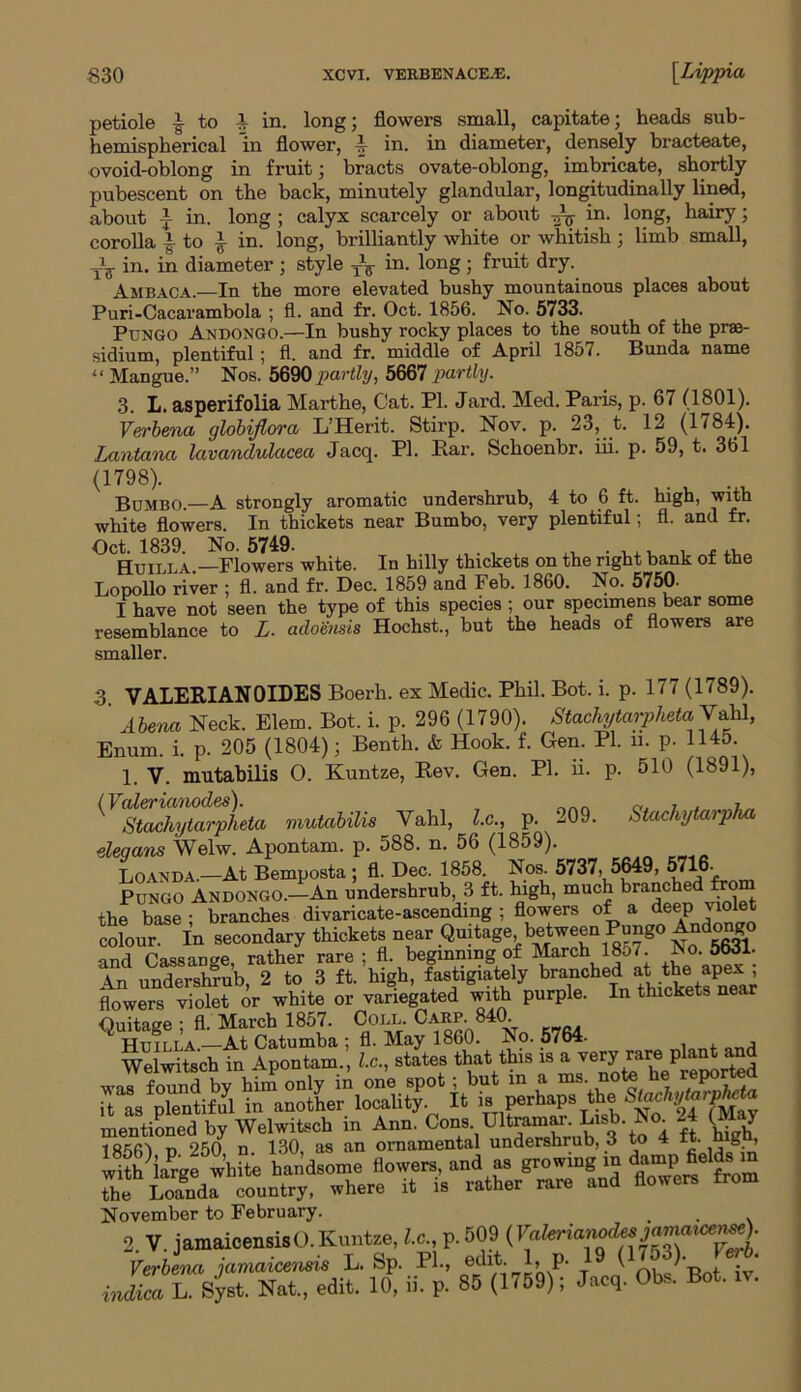 830 XCVI. VERBENACEÆ. [Lippia
petiole to in. long; flowers small, capitate; heads sub-
hemispherical in flower, in. in diameter, densely bracteate,
ovoid-oblong in fruit; bracts ovate-oblong, imbricate, shortly
pubescent on the back, minutely glandular, longitudinally lined,
about in. long; calyx scarcely or about in. long, hairy;
corolla to in. long, brilliantly white or whitish; limb small,
in. in diameter; style in. long; fruit dry.
AMBACA.—In the more elevated bushy mountainous places about
Puri-Cacarambola; fl. and fr. Oct. 1856. No. 5733.
PUNGO ANDONGO.—In bushy rocky places to the south of the præ-
sidium, plentiful; fl. and fr. middle of April 1857. Bunda name
“Mangue.” Nos. 5690 partly, 5667 partly.
3. L. asperifolia Marthe, Cat. Pl. Jard. Med. Paris, p. 67 (1801).
Verbena globiflora L'Herit. Stirp. Nov. p. 23, t. 12 (1784).
Lantana lavandulacea Jacq. Pl. Rar. Schoenbr. iii. p. 59, t. 361
(1798).
BUMBO.—A strongly aromatic undershrub, 4 to 6 ft. high, with
white flowers. In thickets near Bumbo, very plentiful; fl. and fr.
Oct. 1839. No. 5749.
HUILLA.—Flowers white. In hilly thickets on the right bank of the
Lopollo river; fl. and fr. Dec. 1859 and Feb. 1860. No. 5750.
I have not seen the type of this species; our specimens bear some
resemblance to L. adoënsis Hochst., but the heads of flowers are
smaller.
3. VALERIANOIDES Boerh. ex Medic. Phil. Bot. i. p. 177 (1789).
Abena Neck. Elem. Bot. i. p. 296 (1790). Stachytarpheta Vahl,
Enum. i. p. 205 (1804); Benth. & Hook. f. Gen. Pl. ii. p. 1145.
1. V. mutabilis O. Kuntze, Rev. Gen. Pl. ii. p. 510 (1891),
(Valerianodes).
Stachytarpheta mutabilis Vahl, l.c., p. 209. Stachytarpha
elegans Welw. Apontam. p. 588. n. 56 (1859).
LOANDA.—At Bemposta; fl. Dec. 1858. Nos. 5737, 5649, 5716.
PUNGO ANDONGO.—An undershrub, 3 ft. high, much branched from
the base; branches divaricate-ascending; flowers of a deep violet
colour. In secondary thickets near Quitage, between Pungo Andongo
and Cassange, rather rare; fl. beginning of March 1857. No. 5631.
An undershrub, 2 to 3 ft. high, fastigiately branched at the apex;
flowers violet or white or variegated with purple. In thickets near
Quitage; fl. March 1857. COLL. CARP. 840.
HUILLA.—At Catumba; fl. May 1860. No. 5764.
Welwitsch in Apontam., l.c., states that this is a very rare plant and
was found by him only in one spot; but in a ms. note he reported
it as plentiful in another locality. It is perhaps the Stachytarpheta
mentioned by Welwitsch in Ann. Cons. Ultramar. Lisb. No. 24 (May
1856), p. 250, n. 130, as an ornamental undershrub, 3 to 4 ft. high,
with large white handsome flowers, and as growing in damp fields in
the Loanda country, where it is rather rare and flowers from
November to February.
2. V. jamaicensis O. Kuntze, l.c., p. 509 (Valerianodes jamaicense).
Verbena jamaicensis L. Sp. Pl., edit. 1, p. 19 (1753). Verb.
indica L. Syst. Nat., edit. 10, ii. p. 85 (1759); Jacq. Obs. Bot. iv.